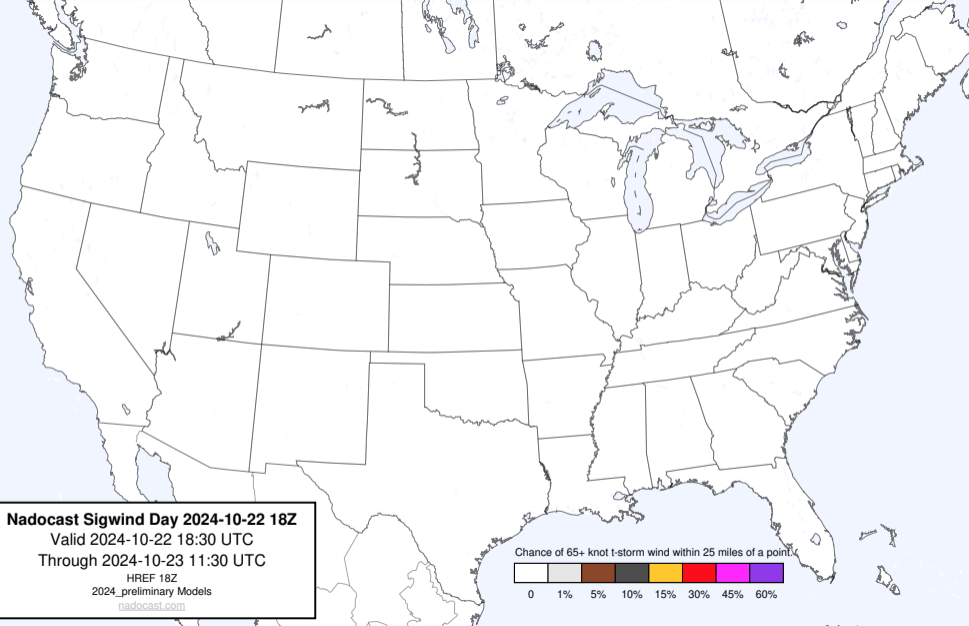 Nadocast Sigwind Day 2024-10-22 18Z
Valid 2024-10-22 18:30 UTC
Through 2024-10-23 11:30 UTC
HREF 18Z
2024_preliminary Models
nadocast.com
Chance of 65+ knot t-storm wind within 25 miles of a point.
0 1% 5% 10% 15% 30% 45% 60%